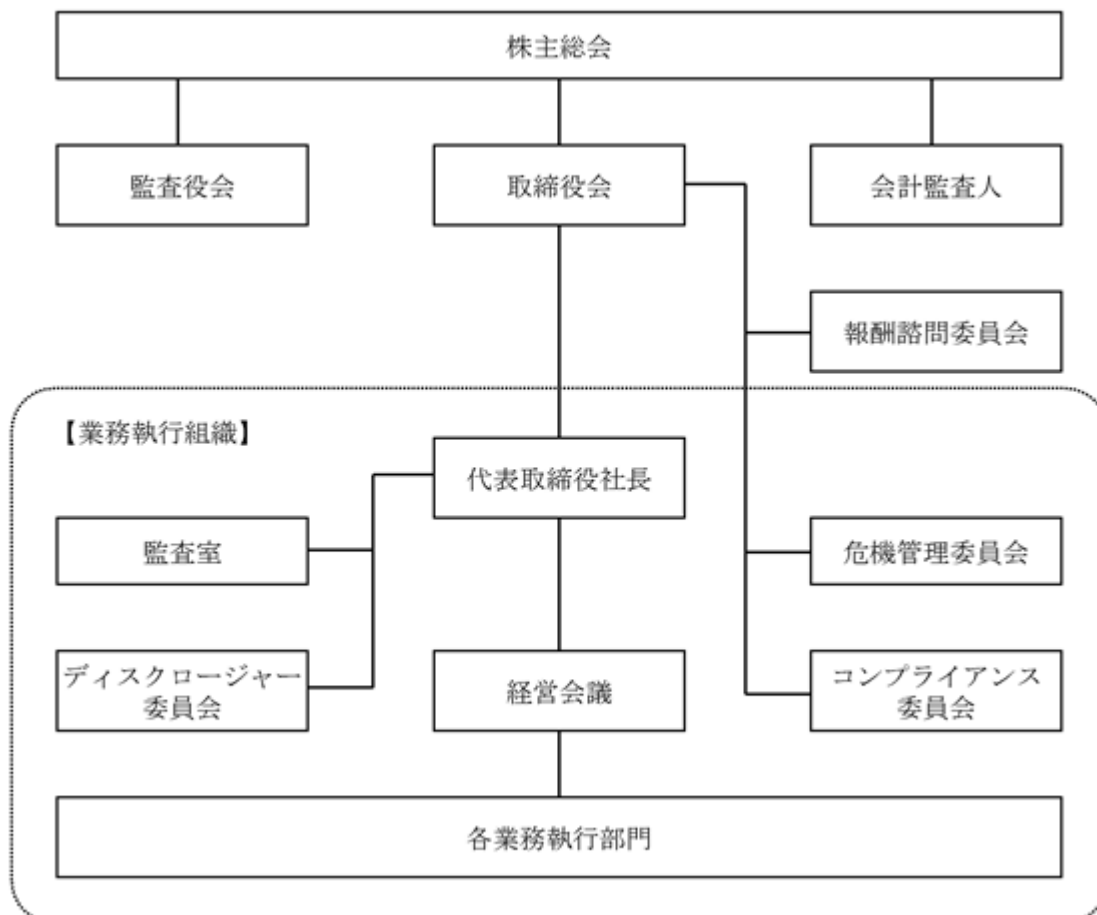 株主総会
監査役会
取締役会
会計監査人
報酬諮問委員会
【業務執行組織】
代表取締役社長
監査室
危機管理委員会
ディスクロージャー
委員会
経営会議
コンプライアンス
委員会
各業務執行部門